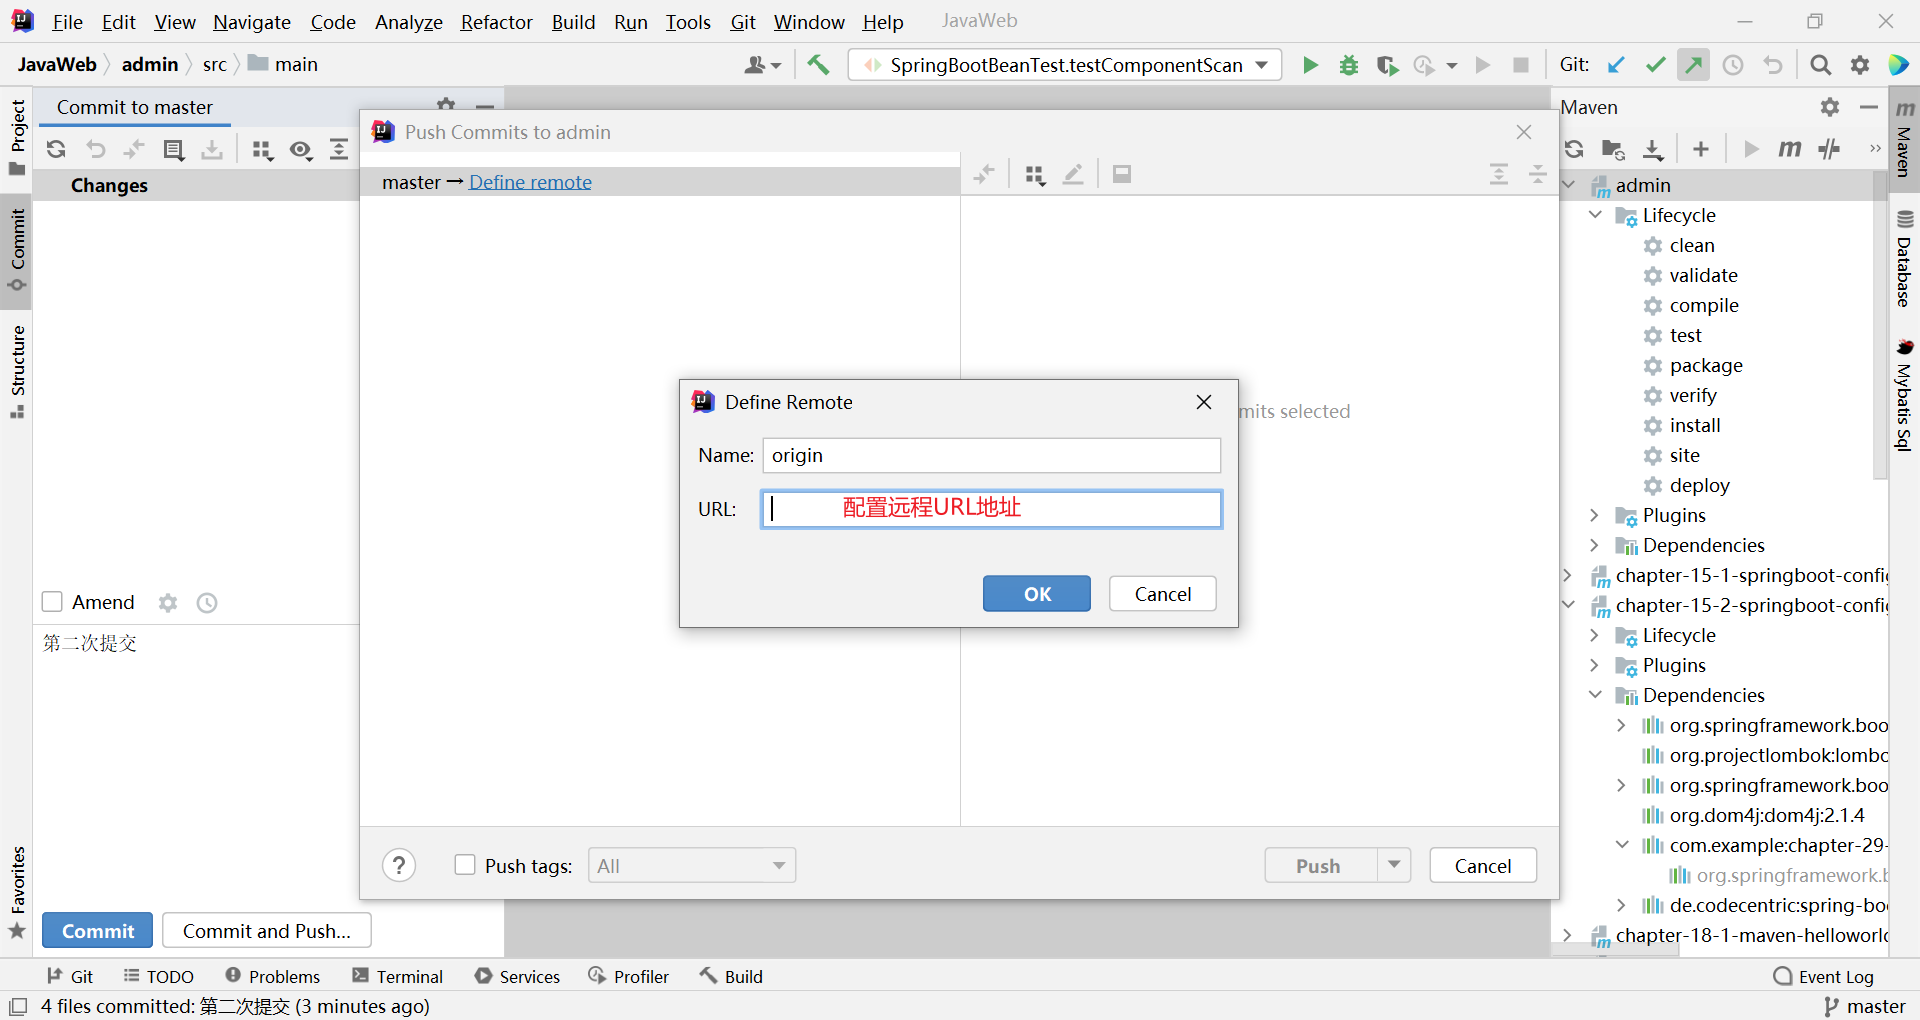 File Edit View Navigate Code Analyze Refactor Build Run Tools Git Window Help JavaWeb
JavaWeb admin src main
SpringBootBeanTest.testComponentScan
Git:
Commit to master
Maven
Push Commits to admin
Project
Commit
Structure
Favorites
Changes
master → Define remote
mits selected
Define Remote
Name: origin
URL: 配置远程URL地址
OK Cancel
Amend
第二次提交
Push tags: All
Push Cancel
Commit Commit and Push...
admin
Lifecycle
clean
validate
compile
test
package
verify
install
site
deploy
Plugins
Dependencies
chapter-15-1-springboot-config
chapter-15-2-springboot-config
Lifecycle
Plugins
Dependencies
org.springframework.boo
org.projectlombok:lombo
org.springframework.boo
org.dom4j:dom4j:2.1.4
com.example:chapter-29-
org.springframework.b
de.codecentric:spring-bo
chapter-18-1-maven-helloworld
Maven
Database
Mybatis Sql
Git TODO Problems Terminal Services Profiler Build Event Log
4 files committed: 第二次提交 (3 minutes ago) master